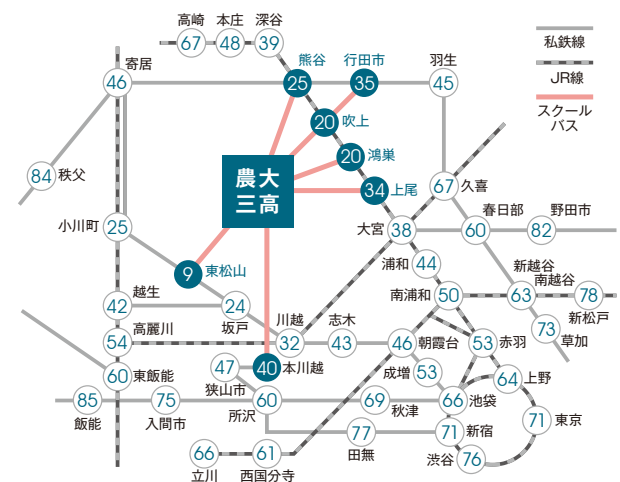 高崎 本庄 深谷
67 48 39
私鉄線
JR線
スクール
バス
寄居
46
熊谷
25
行田市
35
羽生
45
20 吹上
20 鴻巣
34 上尾
農大
三高
84 秩父
67 久喜
小川町 25
大宮
38
春日部
60
野田市
82
浦和
44
9 東松山
新越谷
南越谷
63
78
新松戸
南浦和 50
越生
42
24
坂戸
73
草加
高麗川
54
川越
32
志木
43
46 朝霞台
53 赤羽
60 東飯能
47
狭山市
40 本川越
成増
53
64 上野
85
飯能
75
入間市
60
所沢
69
秋津
66 池袋
71 東京
77
田無
71 新宿
渋谷 76
66
立川
61
西国分寺